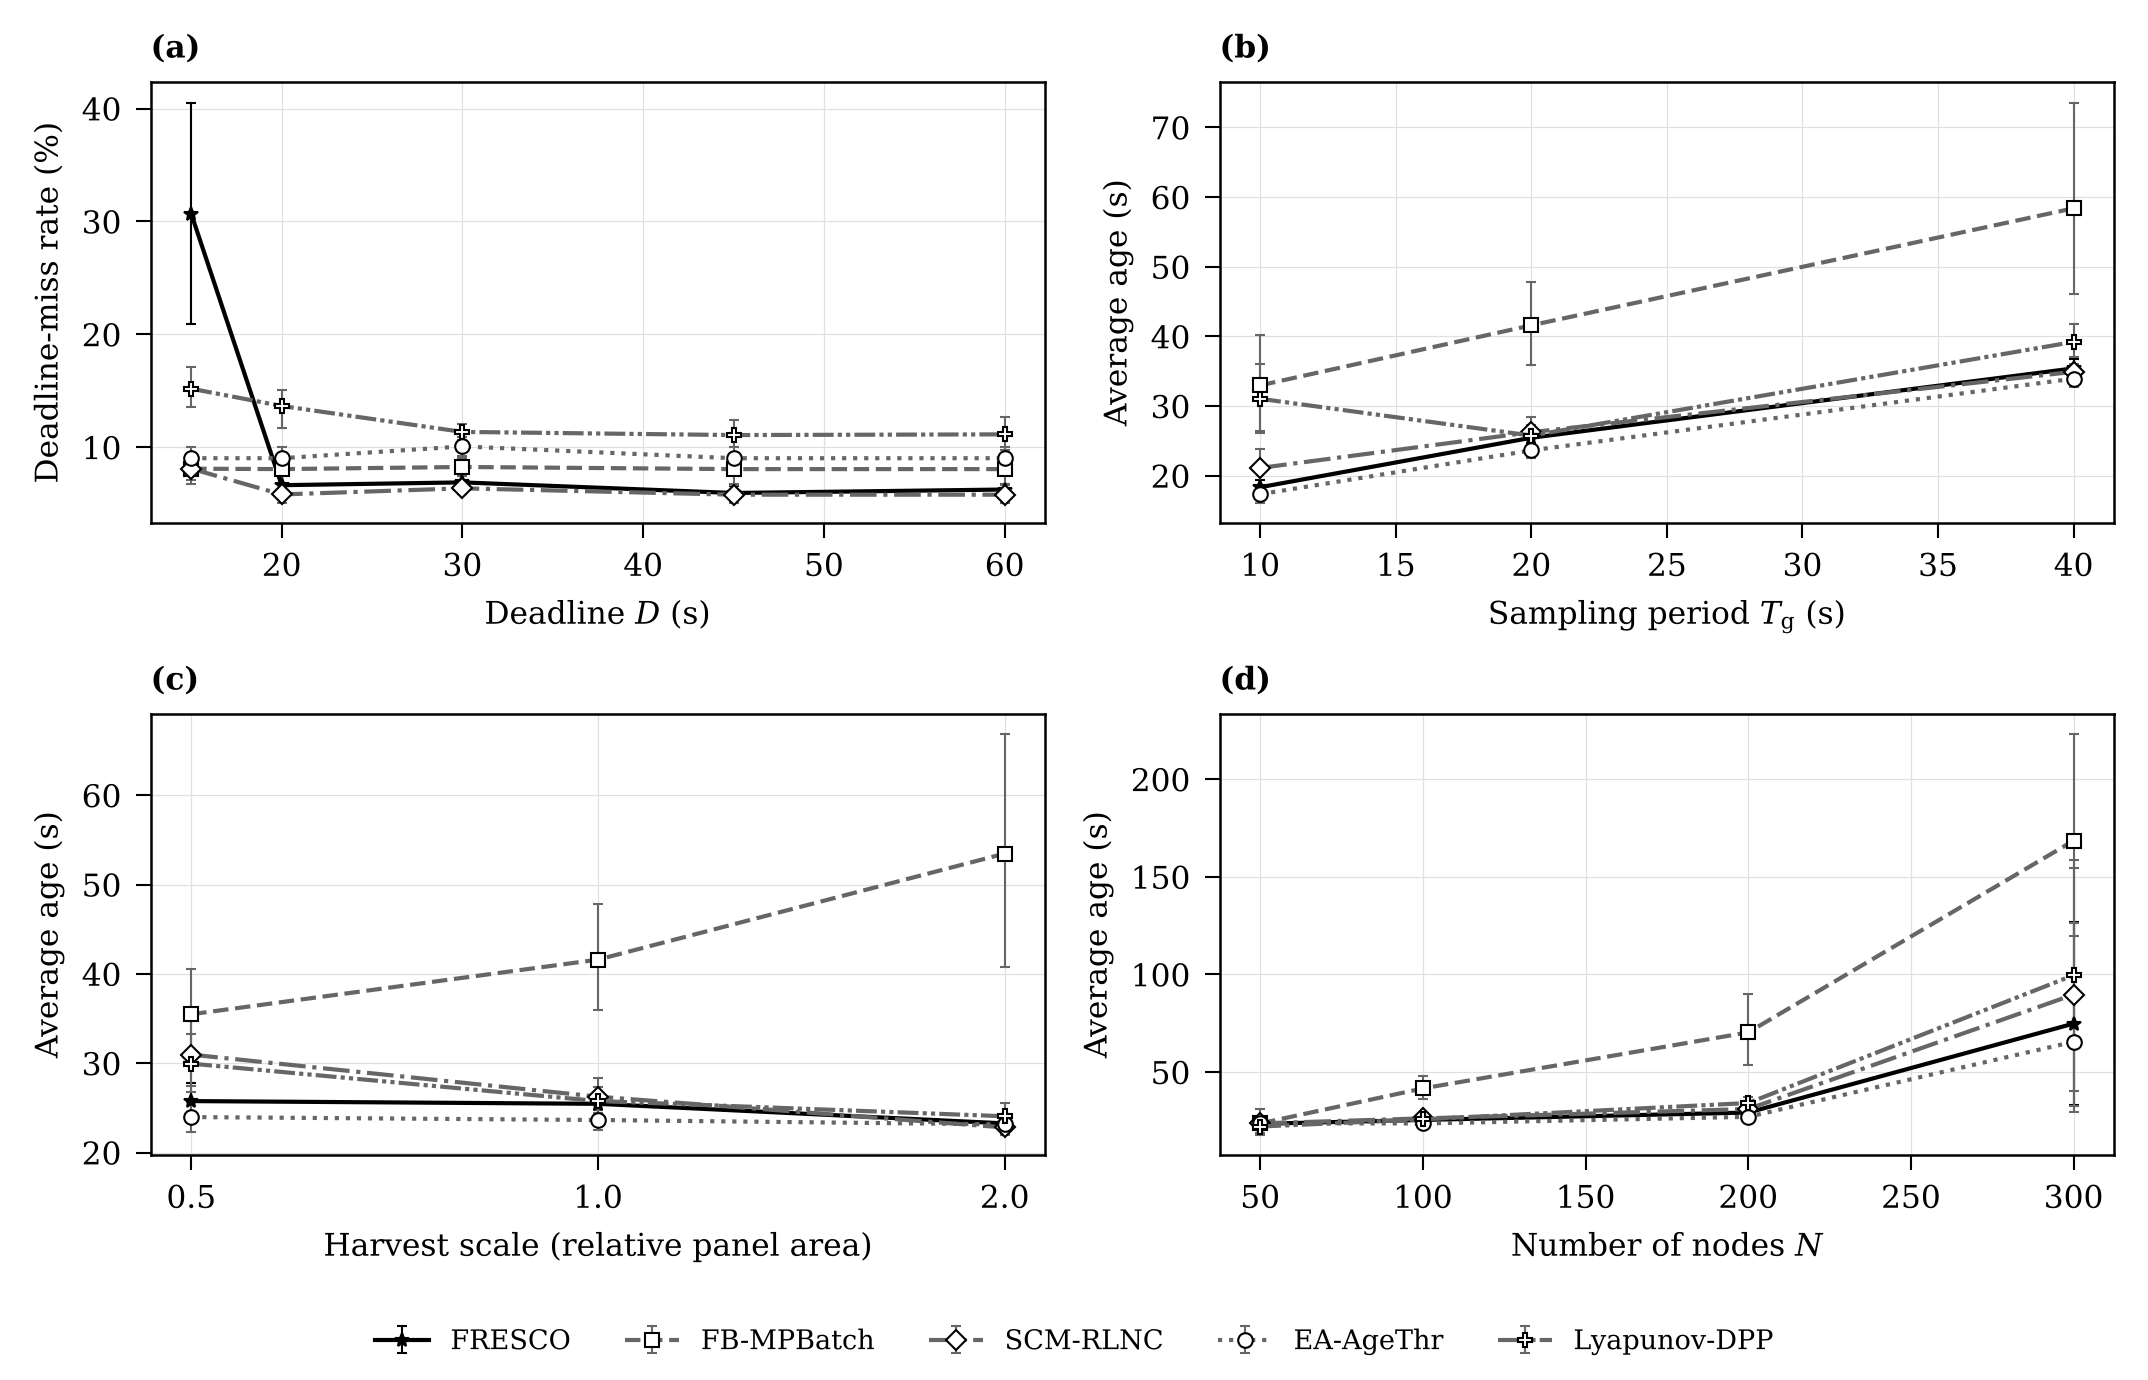 (a)
Deadline-miss rate (%)
40
30
20
10
20 30 40 50 60
Deadline D (s)
(b)
Average age (s)
70
60
50
40
30
20
10 15 20 25 30 35 40
Sampling period Tg (s)
(c)
Average age (s)
60
50
40
30
20
0.5 1.0 2.0
Harvest scale (relative panel area)
(d)
Average age (s)
200
150
100
50
50 100 150 200 250 300
Number of nodes N
FRESCO FB-MPBatch SCM-RLNC EA-AgeThr Lyapunov-DPP